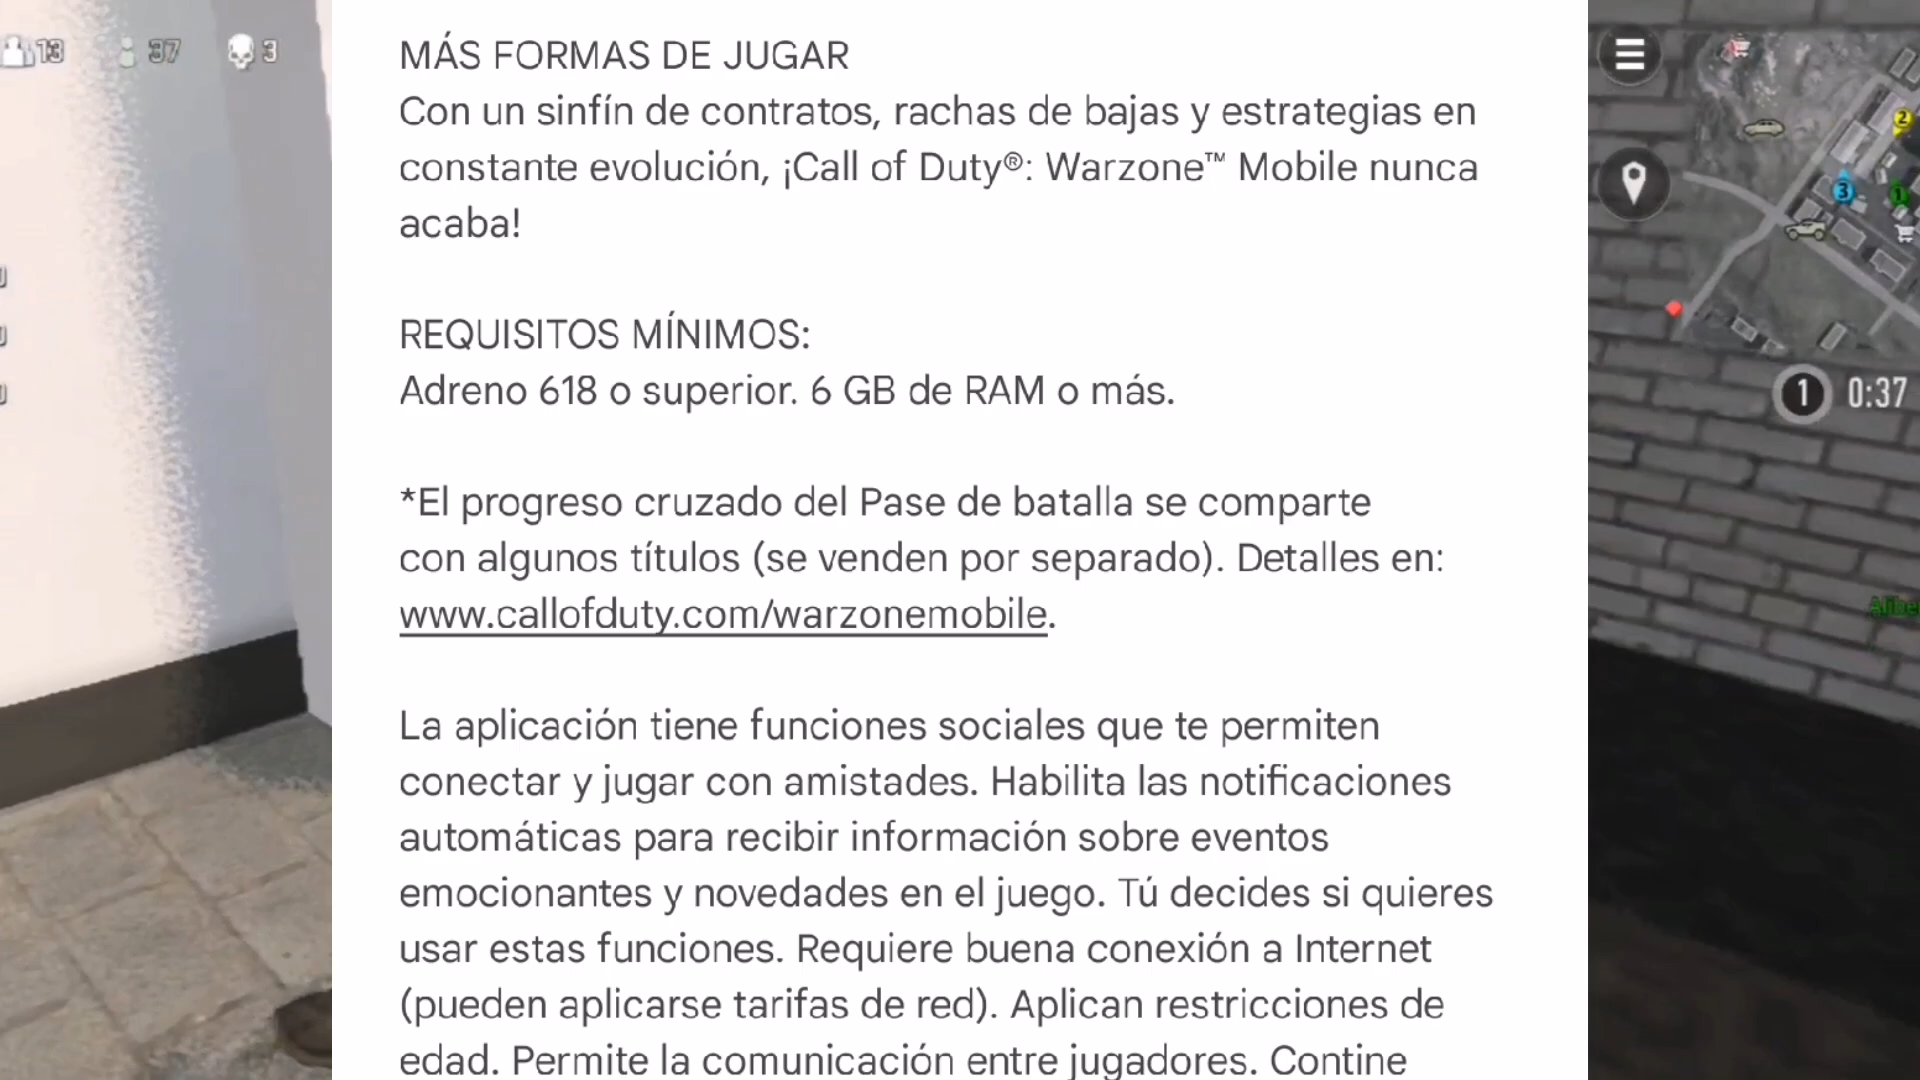 13 37 3
MÁS FORMAS DE JUGAR
Con un sinfín de contratos, rachas de bajas y estrategias en
constante evolución, ¡Call of Duty®: Warzone™ Mobile nunca
acaba!
REQUISITOS MÍNIMOS:
Adreno 618 o superior. 6 GB de RAM o más.
*El progreso cruzado del Pase de batalla se comparte
con algunos títulos (se venden por separado). Detalles en:
www.callofduty.com/warzonemobile.
La aplicación tiene funciones sociales que te permiten
conectar y jugar con amistades. Habilita las notificaciones
automáticas para recibir información sobre eventos
emocionantes y novedades en el juego. Tú decides si quieres
usar estas funciones. Requiere buena conexión a Internet
(pueden aplicarse tarifas de red). Aplican restricciones de
edad. Permite la comunicación entre jugadores. Contine
2
3 1
1 0:37